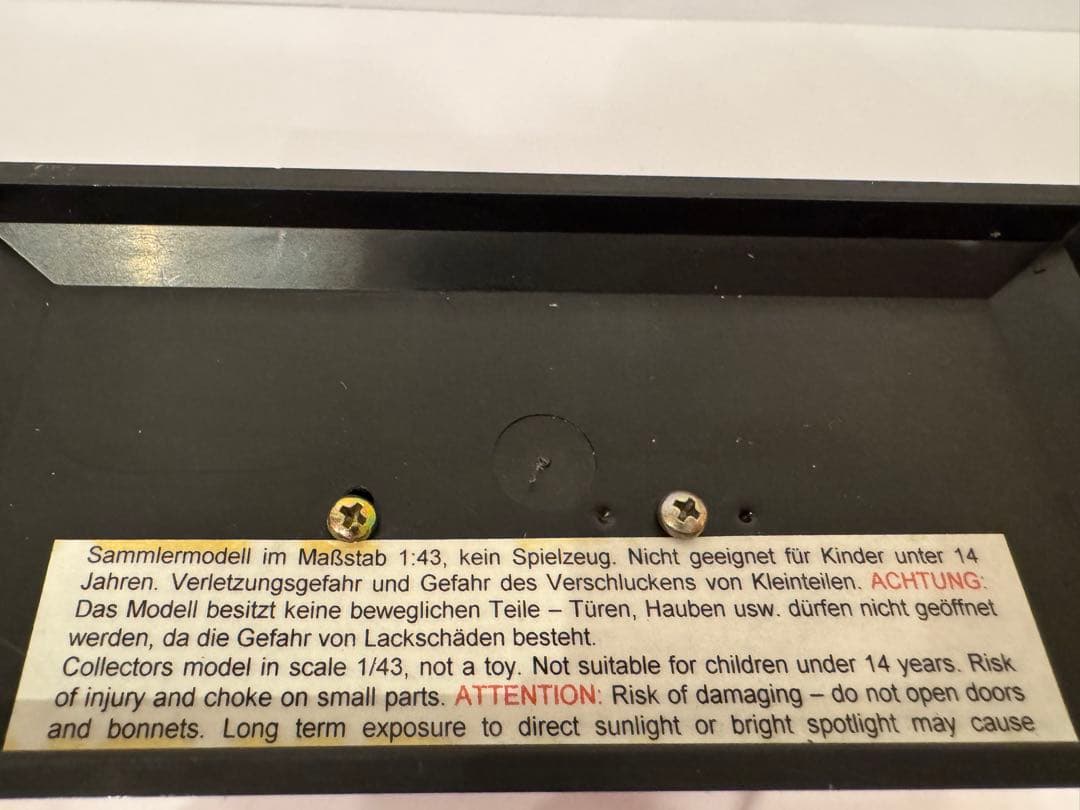 Sammlermodell im Maßstab 1:43, kein Spielzeug. Nicht geeignet für Kinder unter 14
Jahren. Verletzungsgefahr und Gefahr des Verschluckens von Kleinteilen. ACHTUNG:
Das Modell besitzt keine beweglichen Teile – Türen, Hauben usw. dürfen nicht geöffnet
werden, da die Gefahr von Lackschäden besteht.
Collectors model in scale 1/43, not a toy. Not suitable for children under 14 years. Risk
of injury and choke on small parts. ATTENTION: Risk of damaging – do not open doors
and bonnets. Long term exposure to direct sunlight or bright spotlight may cause